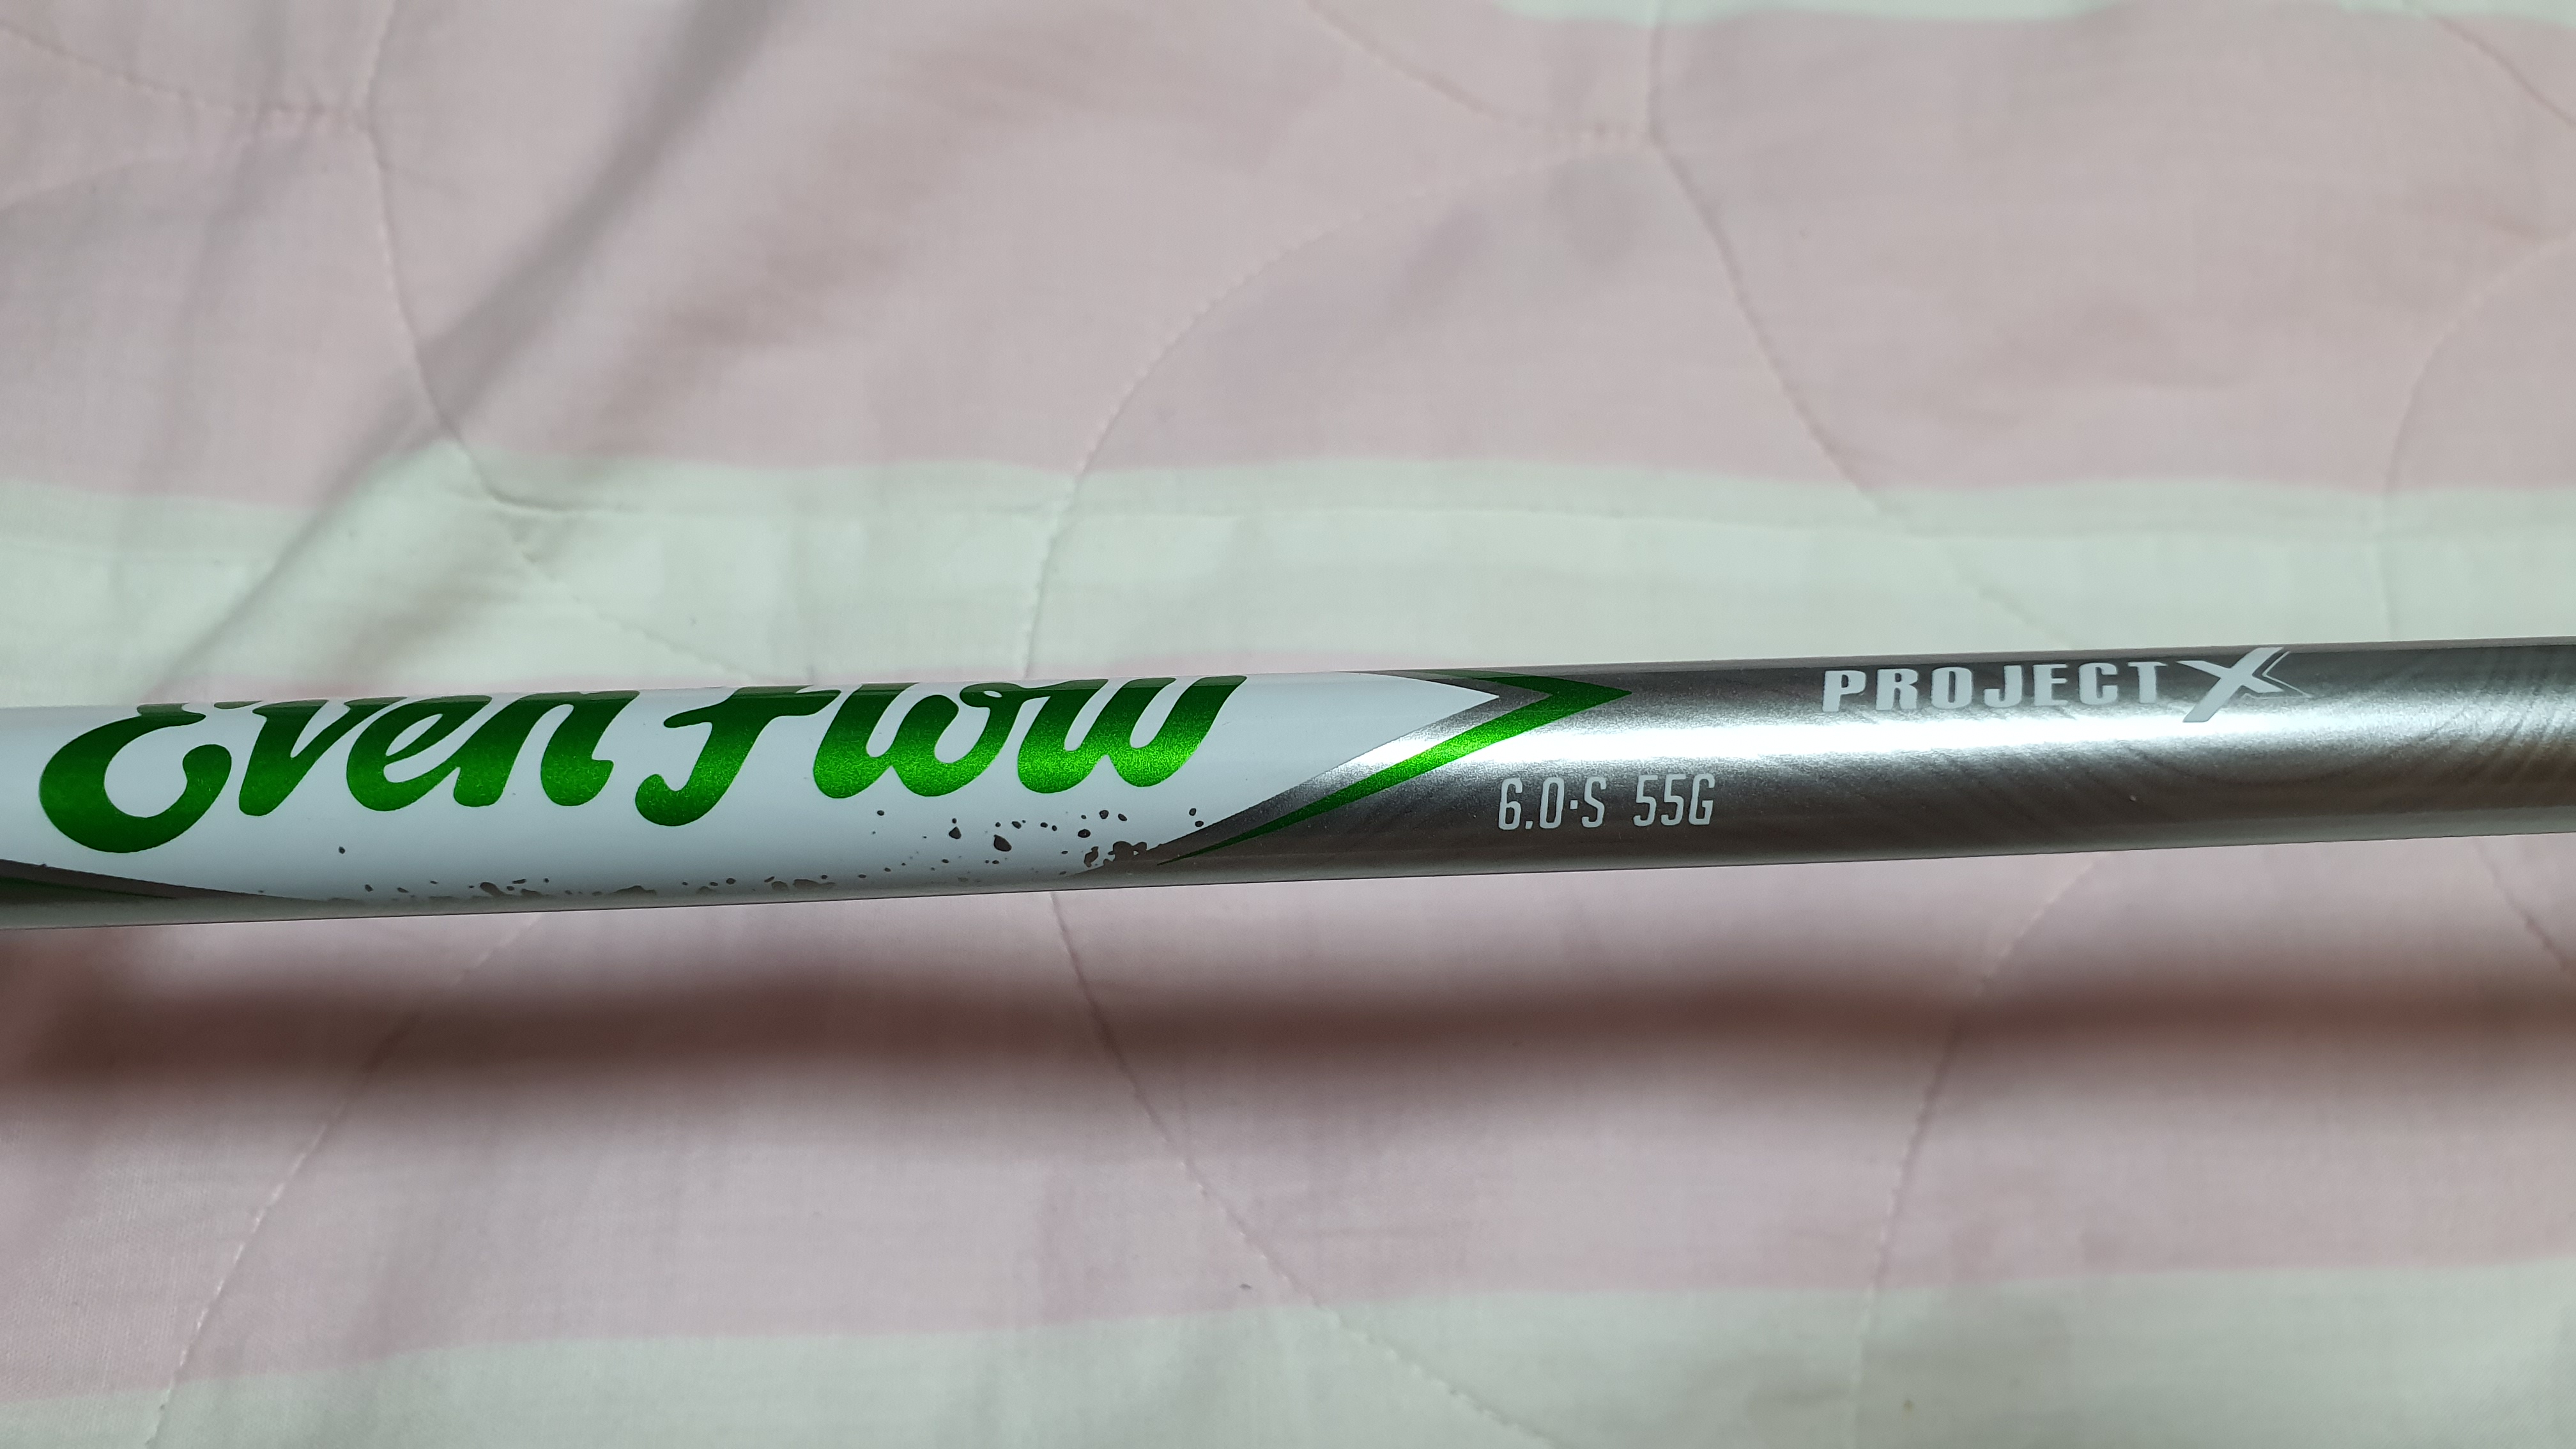 Even Flow
PROJECT X
6.0·S 55G